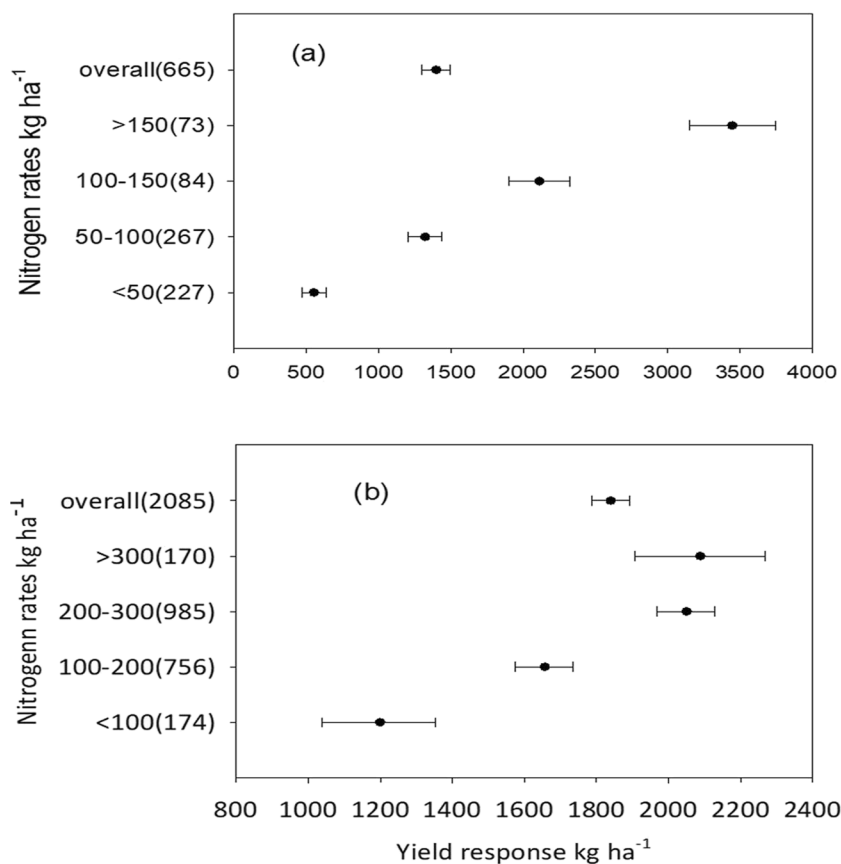 (a)
Nitrogen rates kg ha⁻¹
overall(665)
>150(73)
100-150(84)
50-100(267)
<50(227)
0 500 1000 1500 2000 2500 3000 3500 4000
(b)
Nitrogenn rates kg ha⁻¹
overall(2085)
>300(170)
200-300(985)
100-200(756)
<100(174)
800 1000 1200 1400 1600 1800 2000 2200 2400
Yield response kg ha⁻¹